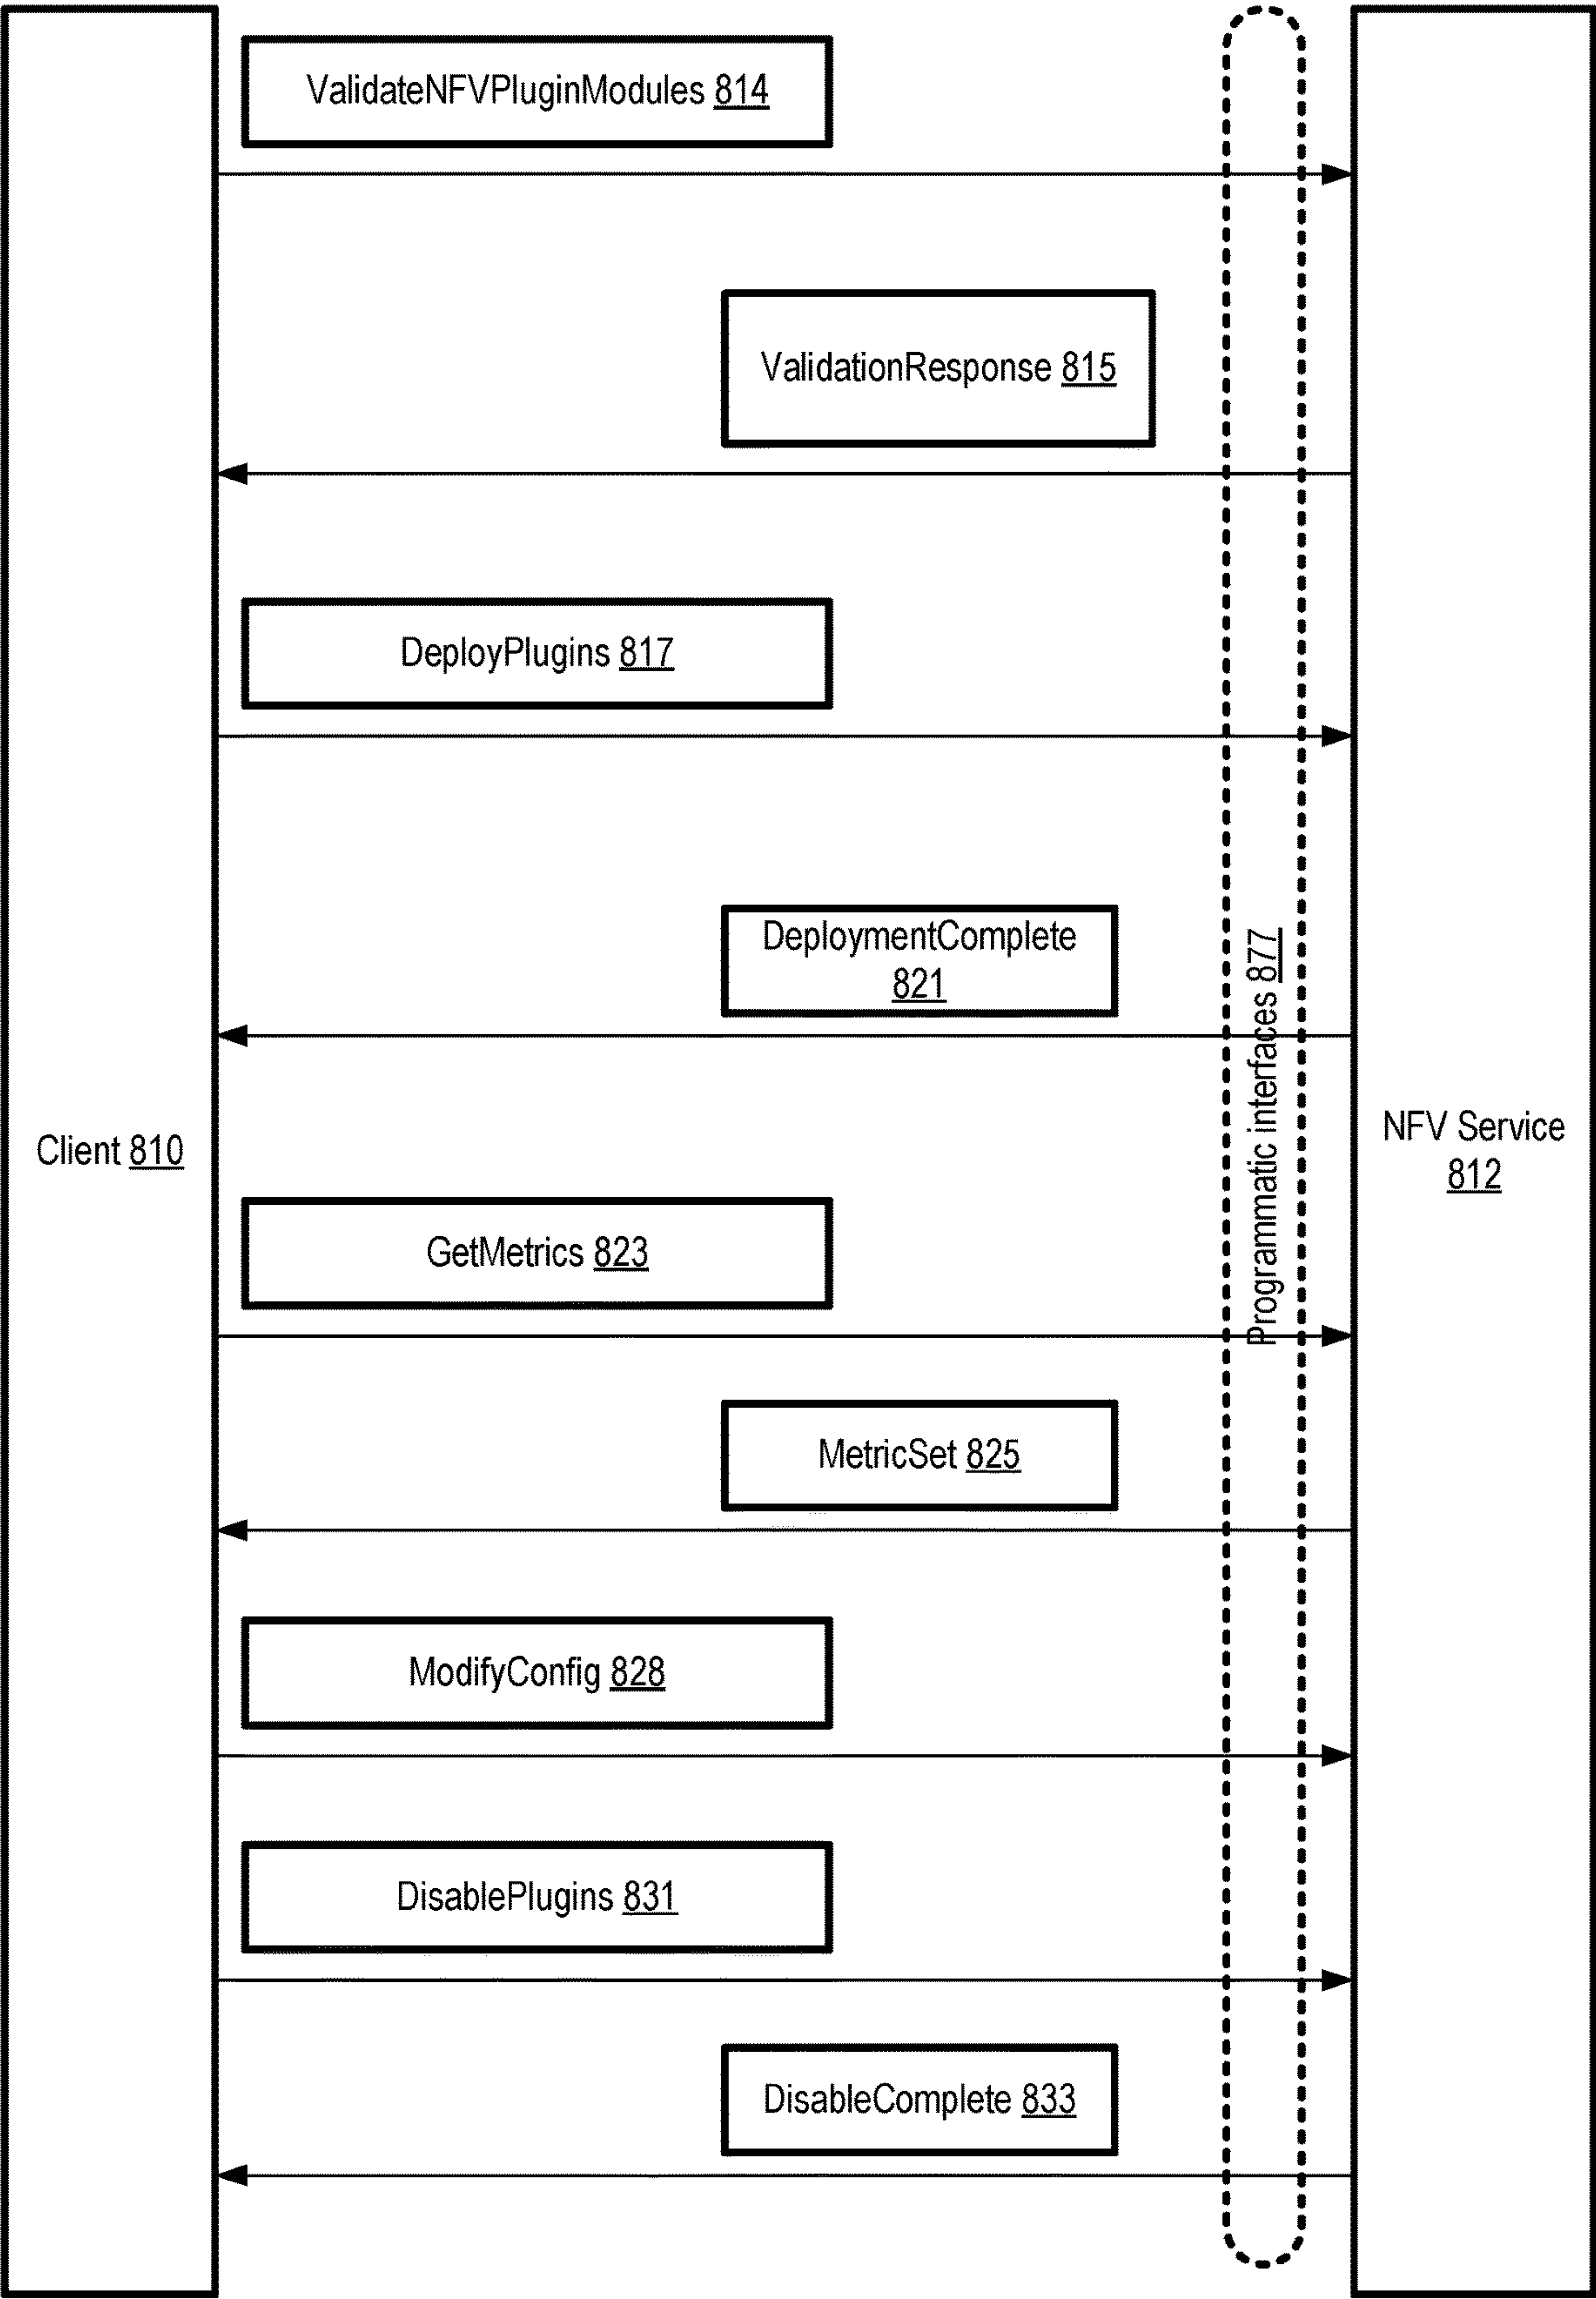 ValidateNFVPluginModules 814
ValidationResponse 815
DeployPlugins 817
DeploymentComplete
821
Programmatic interfaces 877
Client 810
NFV Service
812
GetMetrics 823
MetricSet 825
ModifyConfig 828
DisablePlugins 831
DisableComplete 833